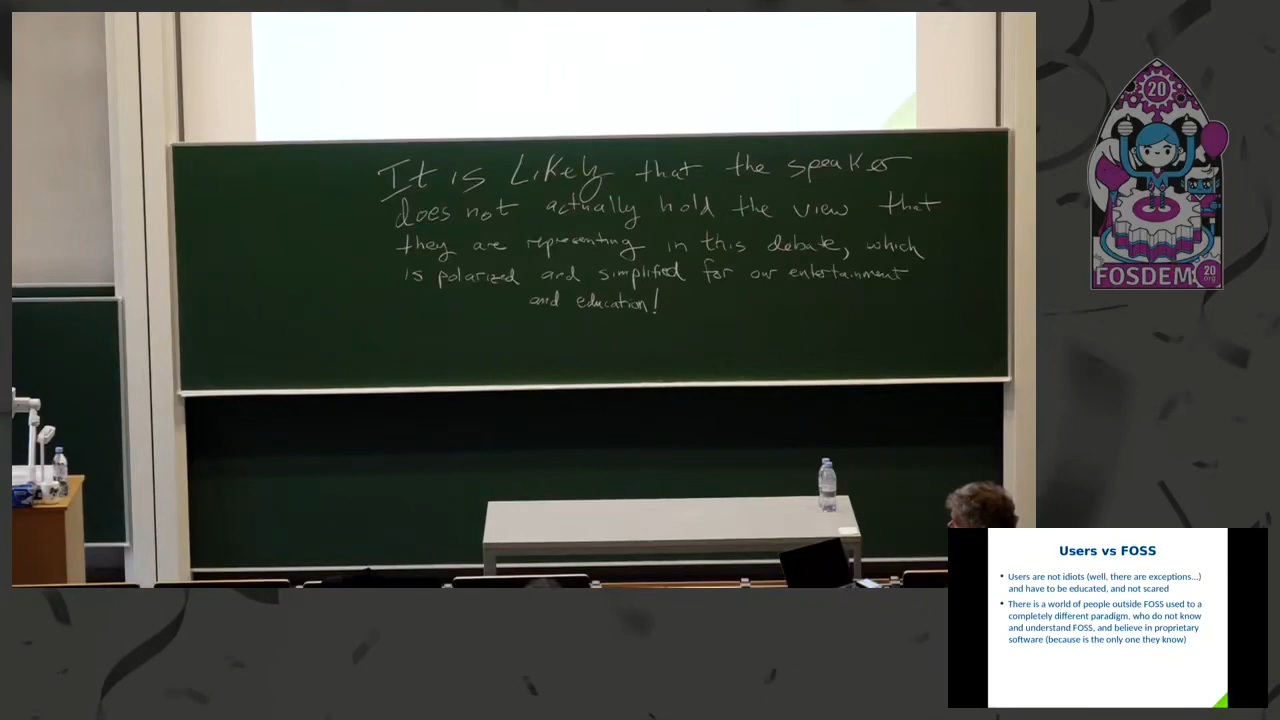 It is Likely that the speaker
does not actually hold the view that
they are representing in this debate, which
is polarized and simplified for our entertainment
and education!
20
FOSDEM
20
.org
Users vs FOSS
• Users are not idiots (well, there are exceptions...)
and have to be educated, and not scared
• There is a world of people outside FOSS used to a
completely different paradigm, who do not know
and understand FOSS, and believe in proprietary
software (because is the only one they know)